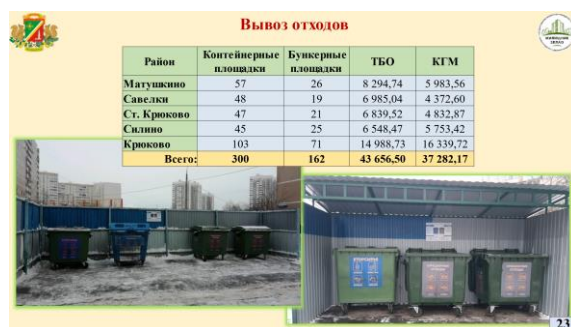 Вывоз отходов
Район Контейнерные площадки Бункерные площадки ТБО КГМ
Матушкино 57 26 8 294,74 5 983,56
Савелки 48 19 6 985,04 4 372,60
Ст. Крюково 47 21 6 839,52 4 832,87
Силино 45 25 6 548,47 5 753,42
Крюково 103 71 14 988,73 16 339,72
Всего: 300 162 43 656,50 37 282,17
23